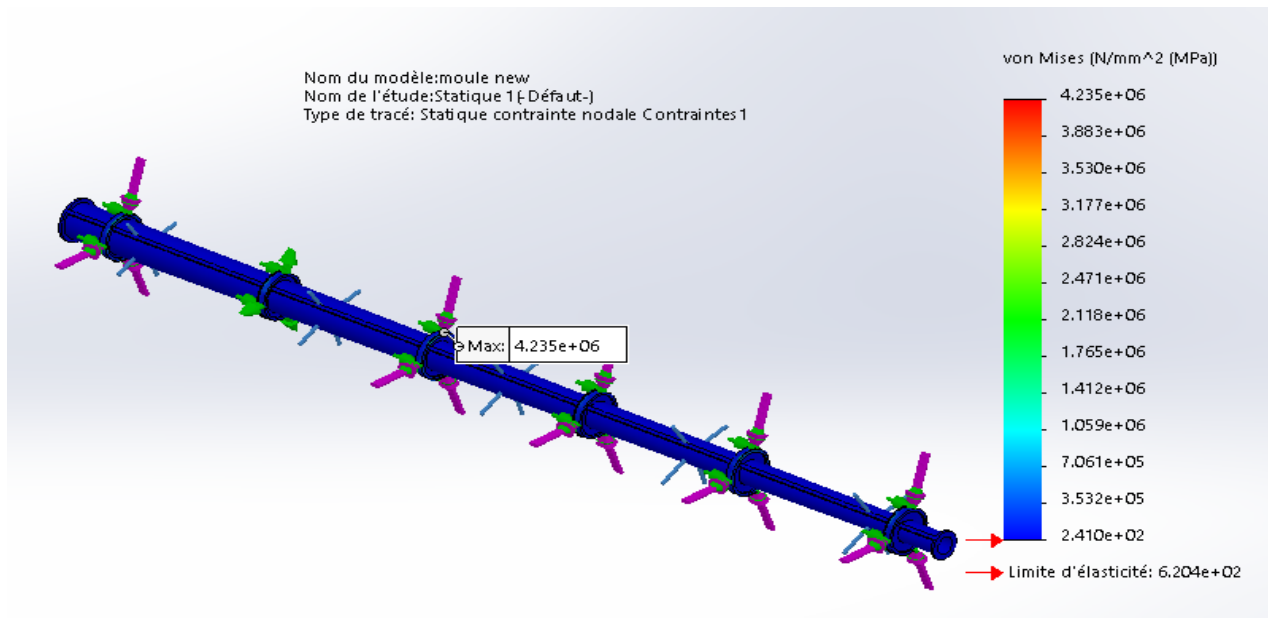 Nom du modèle:moule new
Nom de l'étude:Statique 1(-Défaut-)
Type de tracé: Statique contrainte nodale Contraintes1
von Mises (N/mm^2 (MPa))
4.235e+06
3.883e+06
3.530e+06
3.177e+06
2.824e+06
2.471e+06
2.118e+06
1.765e+06
1.412e+06
1.059e+06
7.061e+05
3.532e+05
2.410e+02
Limite d'élasticité: 6.204e+02
Max: 4.235e+06